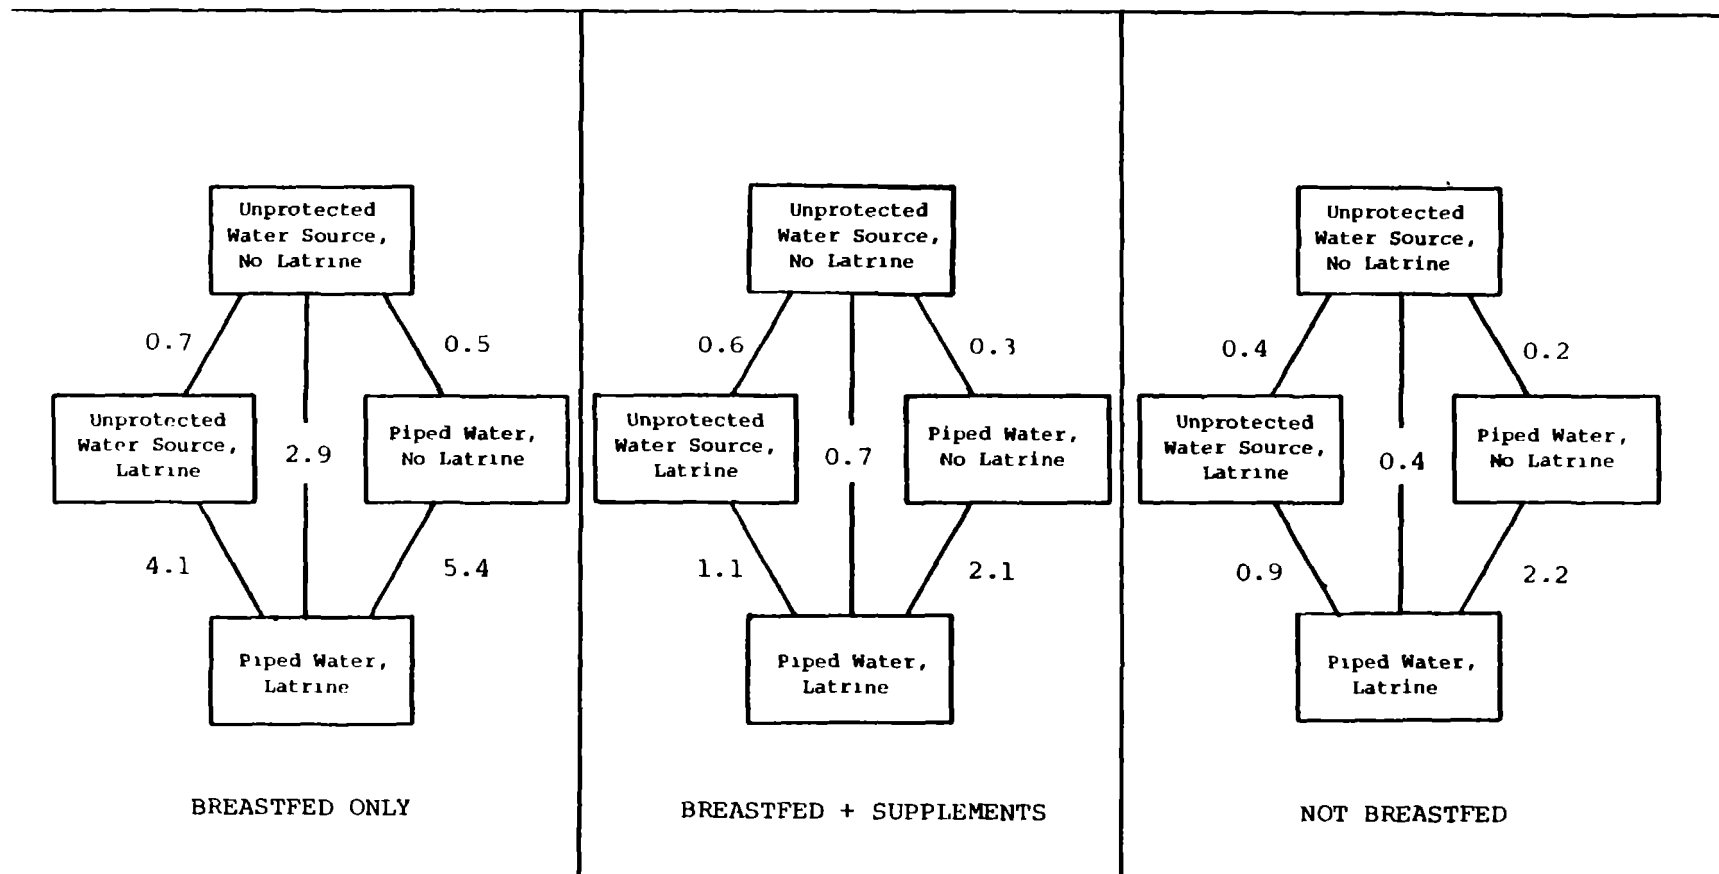 Unprotected
Water Source,
No Latrine
0.7
0.5
Unprotected
Water Source,
Latrine
2.9
Piped Water,
No Latrine
4.1
5.4
Piped Water,
Latrine
BREASTFED ONLY
Unprotected
Water Source,
No Latrine
0.6
0.3
Unprotected
Water Source,
Latrine
0.7
Piped Water,
No Latrine
1.1
2.1
Piped Water,
Latrine
BREASTFED + SUPPLEMENTS
Unprotected
Water Source,
No Latrine
0.4
0.2
Unprotected
Water Source,
Latrine
0.4
Piped Water,
No Latrine
0.9
2.2
Piped Water,
Latrine
NOT BREASTFED